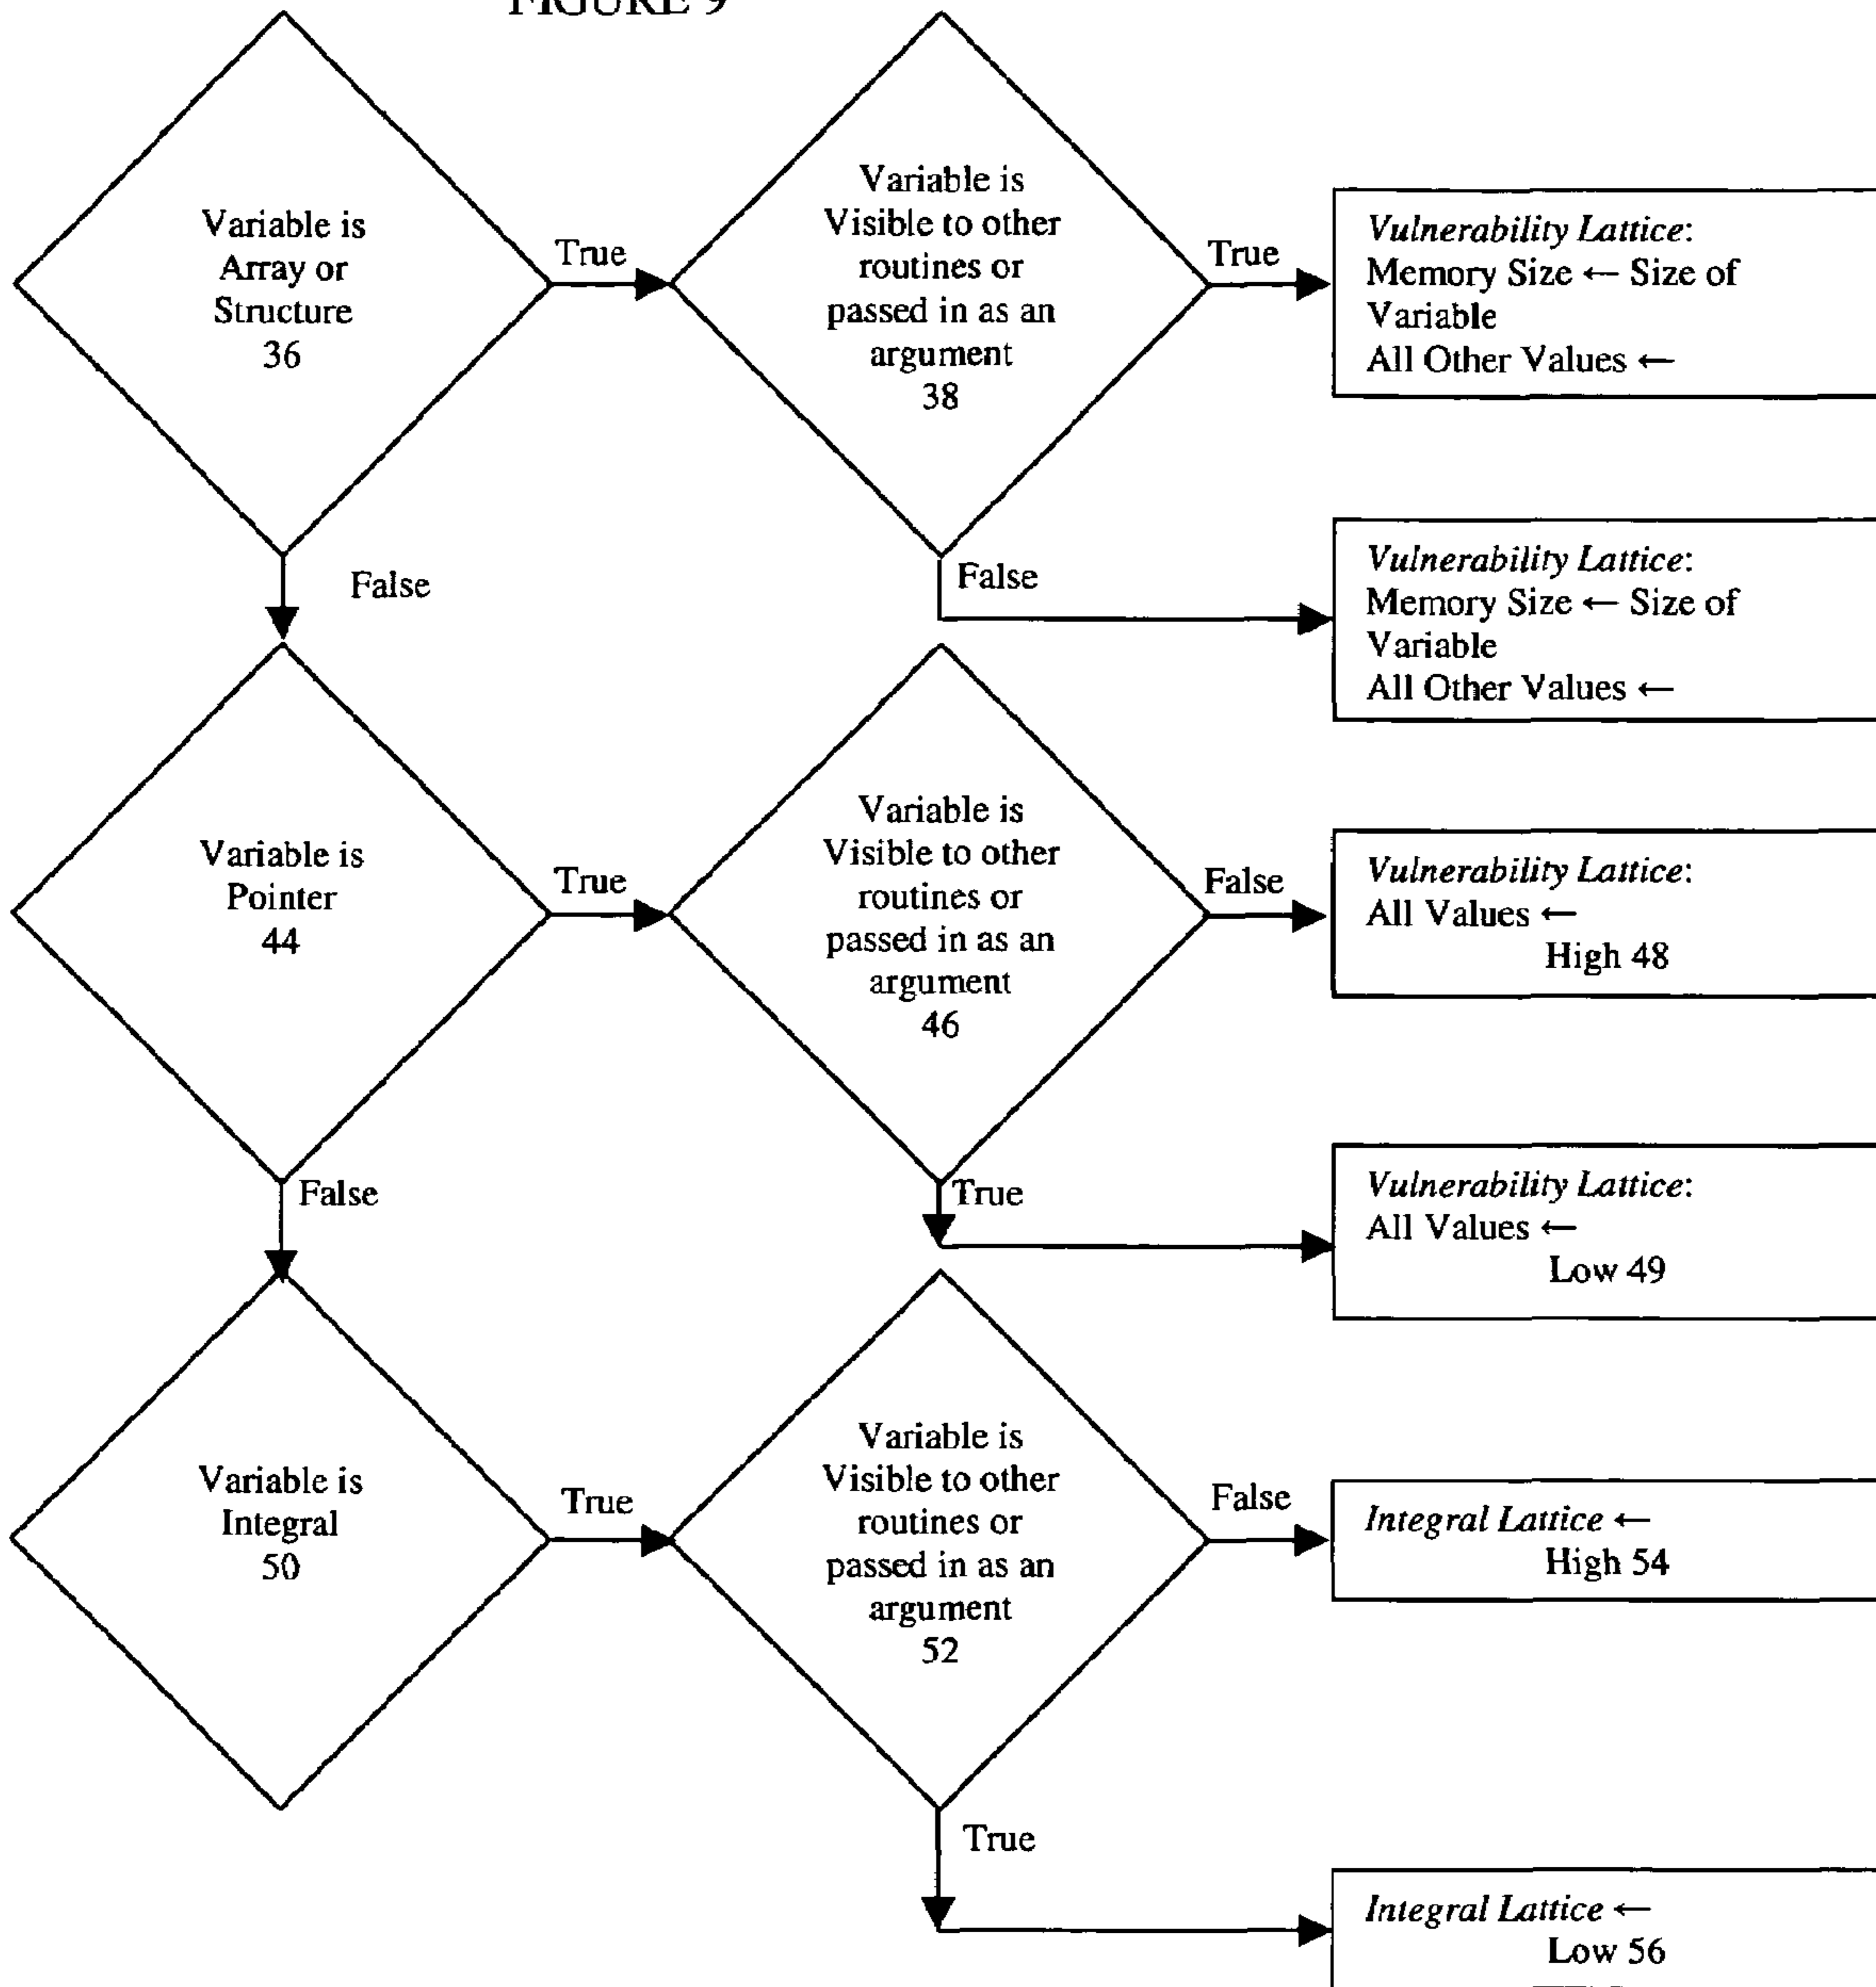 FIGURE 9
Variable is
Array or
Structure
36
True
Variable is
Visible to other
routines or
passed in as an
argument
38
True
Vulnerability Lattice:
Memory Size ← Size of
Variable
All Other Values ←
False
False
Vulnerability Lattice:
Memory Size ← Size of
Variable
All Other Values ←
Variable is
Pointer
44
True
Variable is
Visible to other
routines or
passed in as an
argument
46
False
Vulnerability Lattice:
All Values ←
High 48
False
True
Vulnerability Lattice:
All Values ←
Low 49
Variable is
Integral
50
True
Variable is
Visible to other
routines or
passed in as an
argument
52
False
Integral Lattice ←
High 54
True
Integral Lattice ←
Low 56